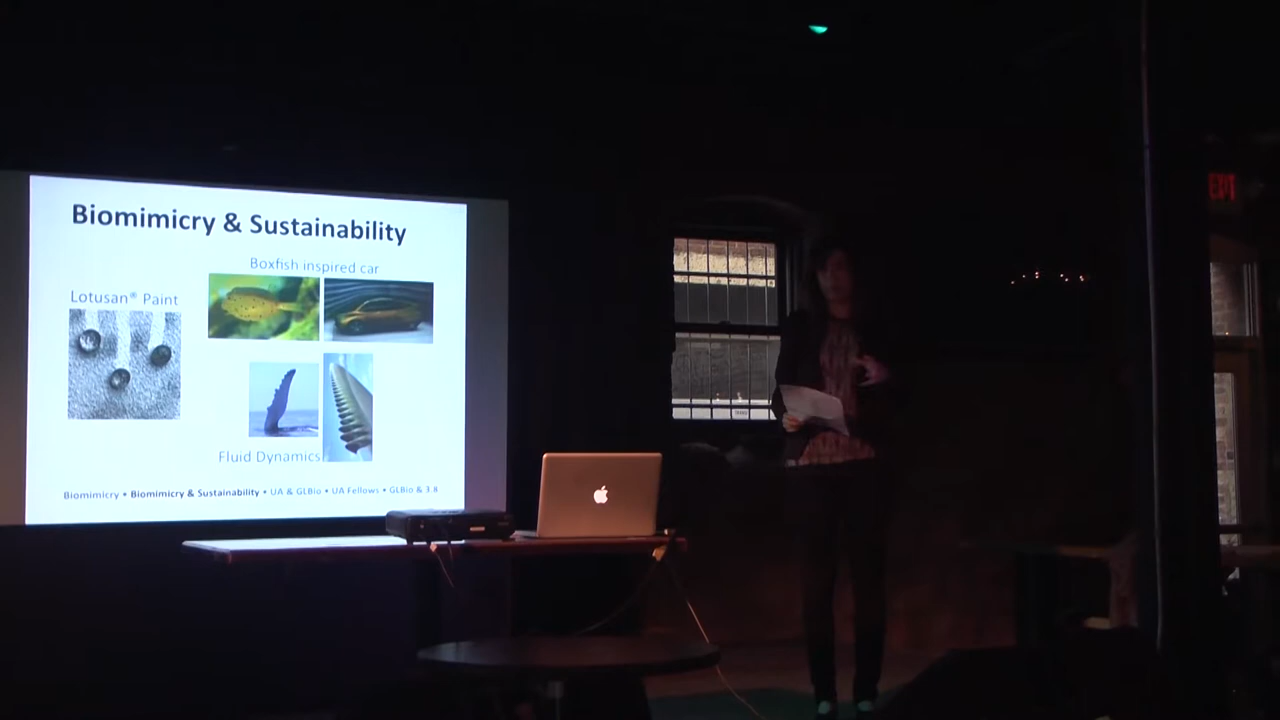 Biomimicry & Sustainability
Boxfish inspired car
Lotusan® Paint
Fluid Dynamics
Biomimicry • Biomimicry & Sustainability • UA & GLBio • UA Fellows • GLBio & 3.8
EXIT